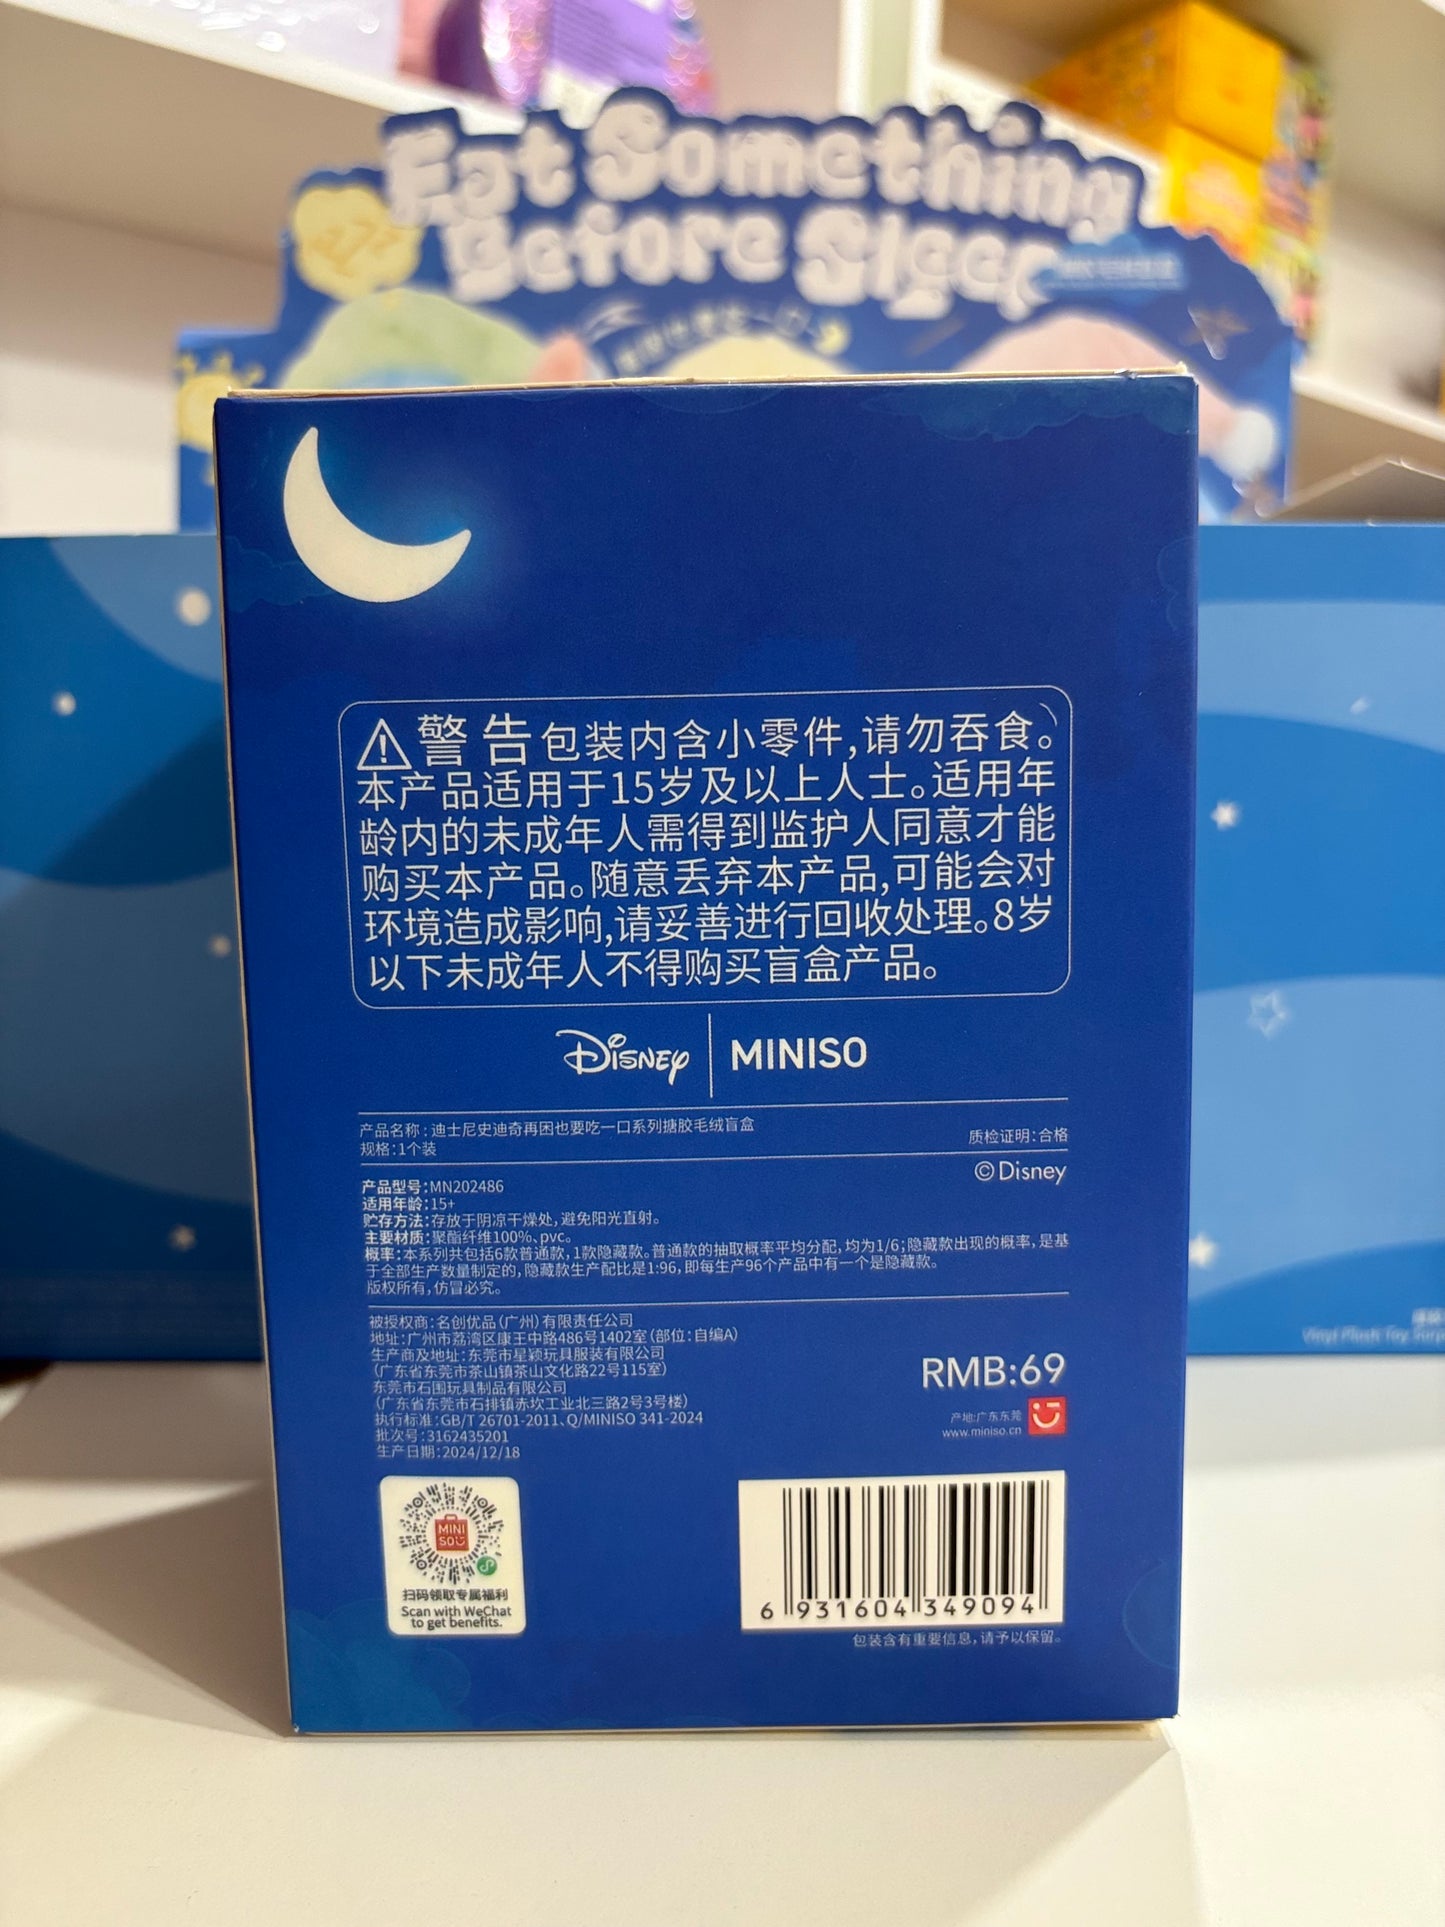 Eat Something
Before Sleep
警告 包装内含小零件,请勿吞食。
本产品适用于15岁及以上人士。适用年
龄内的未成年人需得到监护人同意才能
购买本产品。随意丢弃本产品,可能会对
环境造成影响,请妥善进行回收处理。8岁
以下未成年人不得购买盲盒产品。
Disney | MINISO
产品名称:迪士尼史迪奇再困也要吃一口系列搪胶毛绒盲盒
规格:1个装
质检证明:合格
©Disney
产品型号:MN202486
适用年龄:15+
贮存方法:存放于阴凉干燥处,避免阳光直射。
主要材质:聚酯纤维100%、pvc。
概率:本系列共包括6款普通款,1款隐藏款。普通款的抽取概率平均分配,均为1/6;隐藏款出现的概率,是基
于全部生产数量制定的,隐藏款生产配比是1:96,即每生产96个产品中有一个是隐藏款。
版权所有,仿冒必究。
被授权商:名创优品(广州)有限责任公司
地址:广州市荔湾区康王中路486号1402室(部位:自编A)
生产商及地址:东莞市星颖玩具服装有限公司
(广东省东莞市茶山镇茶山文化路22号115室)
东莞市石围玩具制品有限公司
(广东省东莞市石排镇赤坎工业北三路2号3号楼)
执行标准:GB/T 26701-2011、Q/MINISO 341-2024
批次号:3162435201
生产日期:2024/12/18
RMB:69
产地:广东东莞
www.miniso.cn
MINI
SO
扫码领取专属福利
Scan with WeChat
to get benefits.
6 931604 349094
包装含有重要信息,请予以保留。